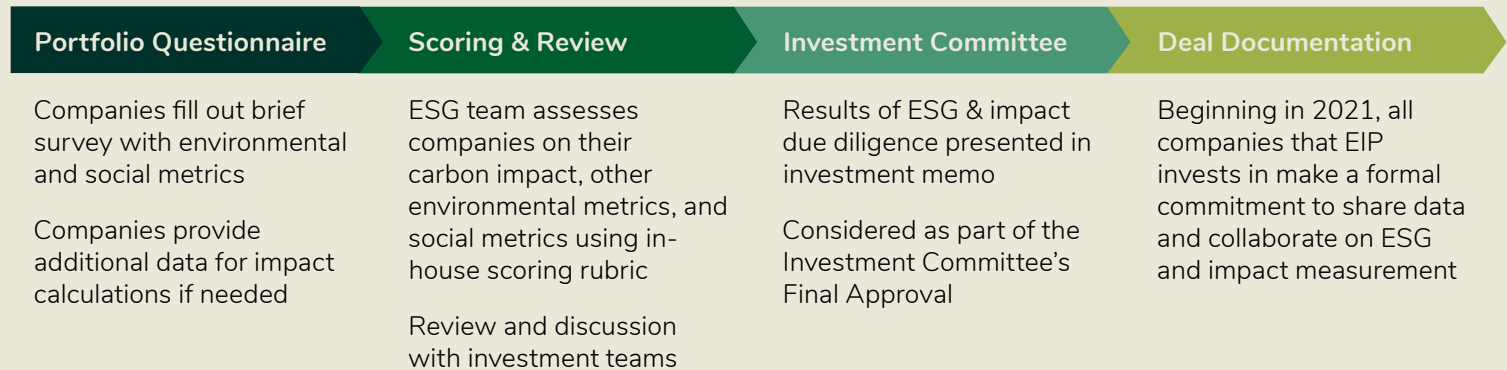 Portfolio Questionnaire
Companies fill out brief
survey with environmental
and social metrics
Companies provide
additional data for impact
calculations if needed
Scoring & Review
ESG team assesses
companies on their
carbon impact, other
environmental metrics, and
social metrics using in-
house scoring rubric
Review and discussion
with investment teams
Investment Committee
Results of ESG & impact
due diligence presented in
investment memo
Considered as part of the
Investment Committee’s
Final Approval
Deal Documentation
Beginning in 2021, all
companies that EIP
invests in make a formal
commitment to share data
and collaborate on ESG
and impact measurement